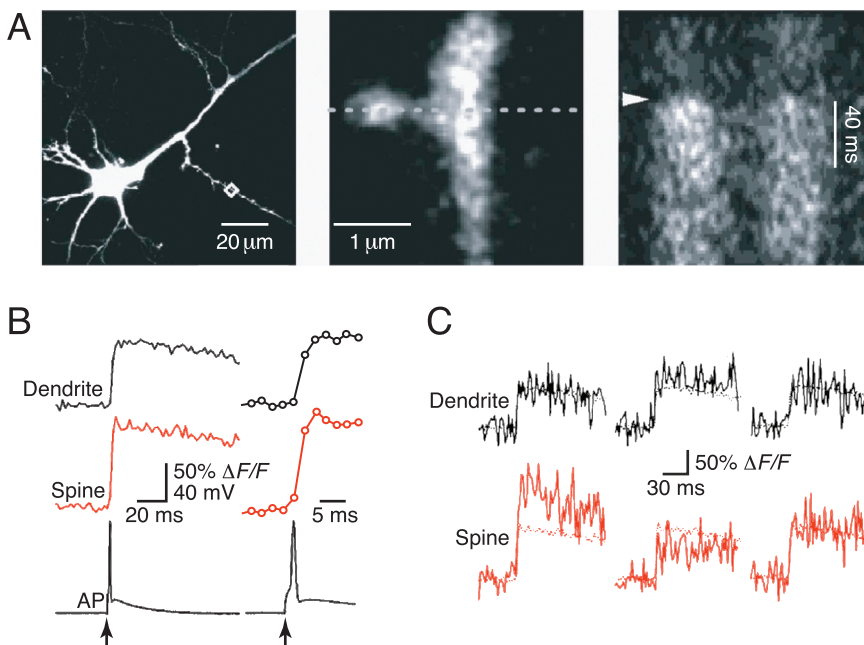 A
20 μm
1 μm
40 ms
B
Dendrite
Spine
50% ΔF/F
40 mV
20 ms
5 ms
AP
C
Dendrite
50% ΔF/F
30 ms
Spine